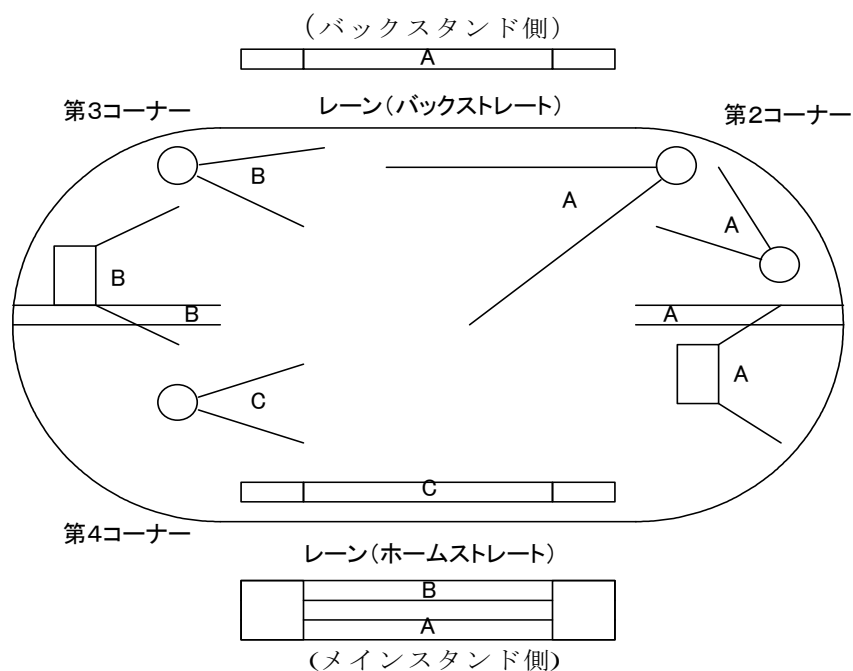 (バックスタンド側)
A
レーン(バックストレート)
第3コーナー
第2コーナー
B
A
A
B
B
A
A
C
C
第4コーナー
レーン(ホームストレート)
B
A
(メインスタンド側)